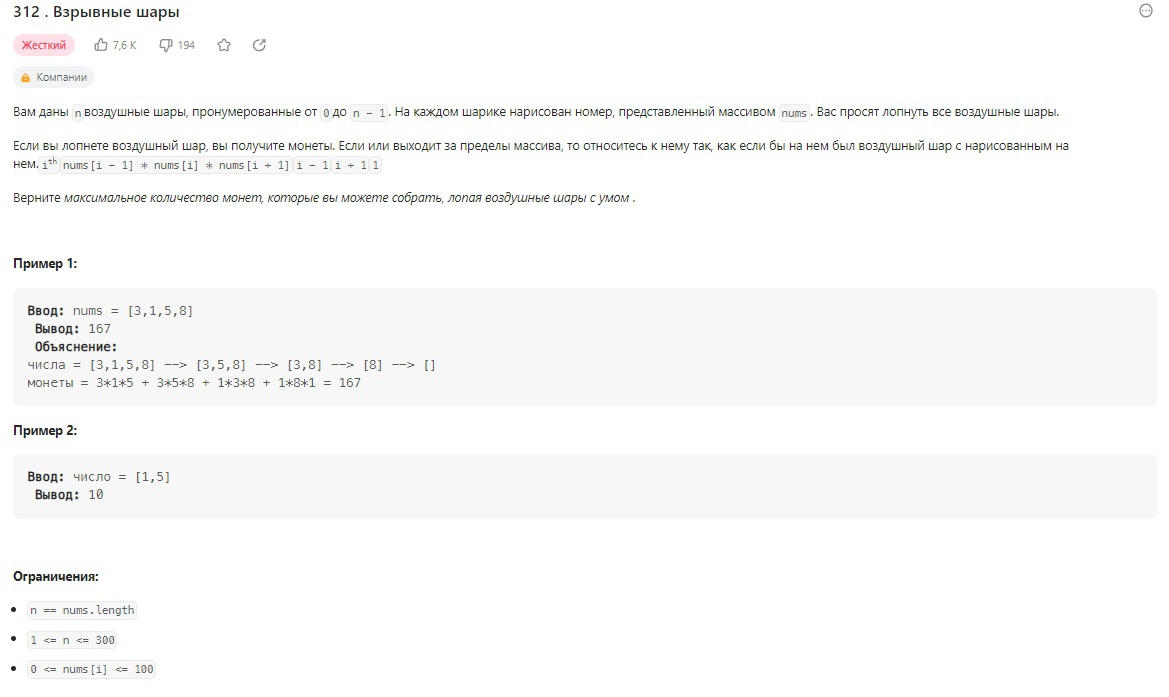 312 . Взрывные шары
Жесткий 7,6 K 194
Компании
Вам даны n воздушные шары, пронумерованные от 0 до n - 1 . На каждом шарике нарисован номер, представленный массивом nums . Вас просят лопнуть все воздушные шары.
Если вы лопнете воздушный шар, вы получите монеты. Если или выходит за пределы массива, то относитесь к нему так, как если бы на нем был воздушный шар с нарисованным на
нем. i^th nums[i - 1] * nums[i] * nums[i + 1] i - 1 i + 1 1
Верните максимальное количество монет, которые вы можете собрать, лопая воздушные шары с умом .
Пример 1:
Ввод: nums = [3,1,5,8]
Вывод: 167
Объяснение:
числа = [3,1,5,8] --> [3,5,8] --> [3,8] --> [8] --> []
монеты = 3*1*5 + 3*5*8 + 1*3*8 + 1*8*1 = 167
Пример 2:
Ввод: число = [1,5]
Вывод: 10
Ограничения:
• n == nums.length
• 1 <= n <= 300
• 0 <= nums[i] <= 100